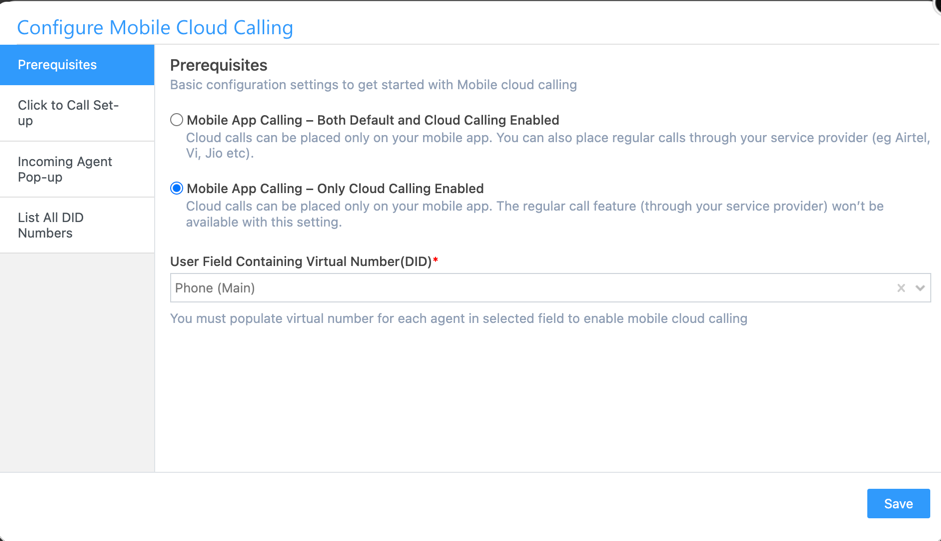 Configure Mobile Cloud Calling
Prerequisites
Click to Call Set-
up
Incoming Agent
Pop-up
List All DID
Numbers
Prerequisites
Basic configuration settings to get started with Mobile cloud calling
Mobile App Calling – Both Default and Cloud Calling Enabled
Cloud calls can be placed only on your mobile app. You can also place regular calls through your service provider (eg Airtel,
Vi, Jio etc).
Mobile App Calling – Only Cloud Calling Enabled
Cloud calls can be placed only on your mobile app. The regular call feature (through your service provider) won’t be
available with this setting.
User Field Containing Virtual Number(DID)*
Phone (Main)
You must populate virtual number for each agent in selected field to enable mobile cloud calling
Save